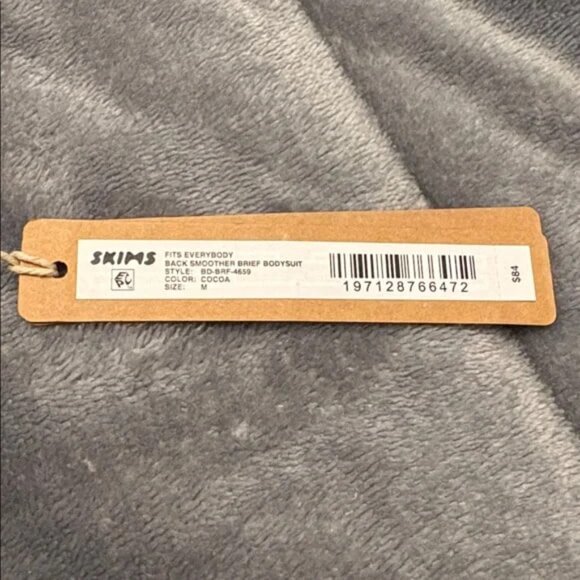 SKIMS
FITS EVERYBODY
BACK SMOOTHER BRIEF BODYSUIT
STYLE: BD-BRF-4659
COLOR: COCOA
SIZE: M
197128766472
$84